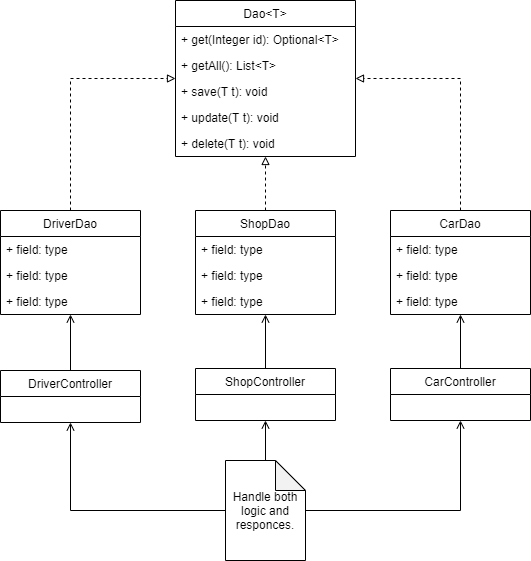 Dao<T>
+ get(Integer id): Optional<T>
+ getAll(): List<T>
+ save(T t): void
+ update(T t): void
+ delete(T t): void
DriverDao
+ field: type
+ field: type
+ field: type
ShopDao
+ field: type
+ field: type
+ field: type
CarDao
+ field: type
+ field: type
+ field: type
DriverController
ShopController
CarController
Handle both
logic and
responces.